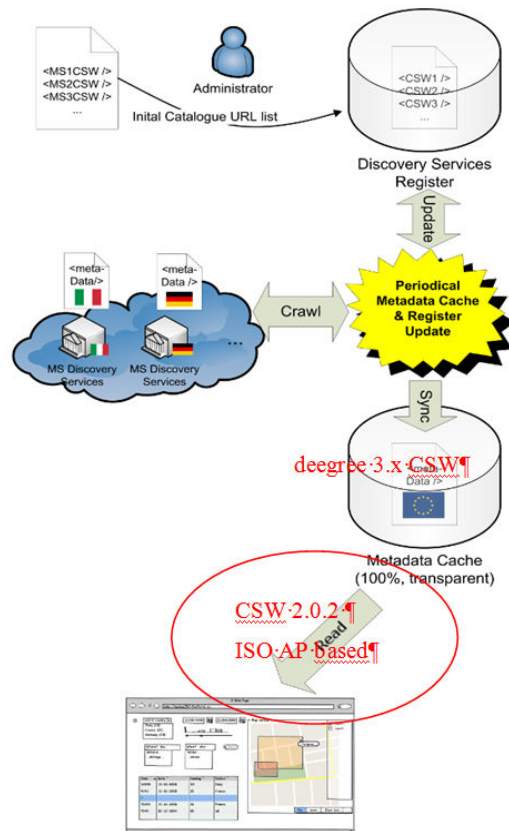 <MS1CSW />
<MS2CSW />
<MS3CSW />
...
Administrator
Inital Catalogue URL list
<CSW1 />
<CSW2 />
<CSW3 />
...
Discovery Services
Register
Update
<meta-
Data/>
<meta-
Data />
MS Discovery
Services
MS Discovery
Services
...
Crawl
Periodical
Metadata Cache
& Register
Update
Sync
deegree·3.x·CSW¶
<meta-
Data />
Metadata Cache
(100%, transparent)
CSW·2.0.2·¶
ISO·AP·based¶
Read